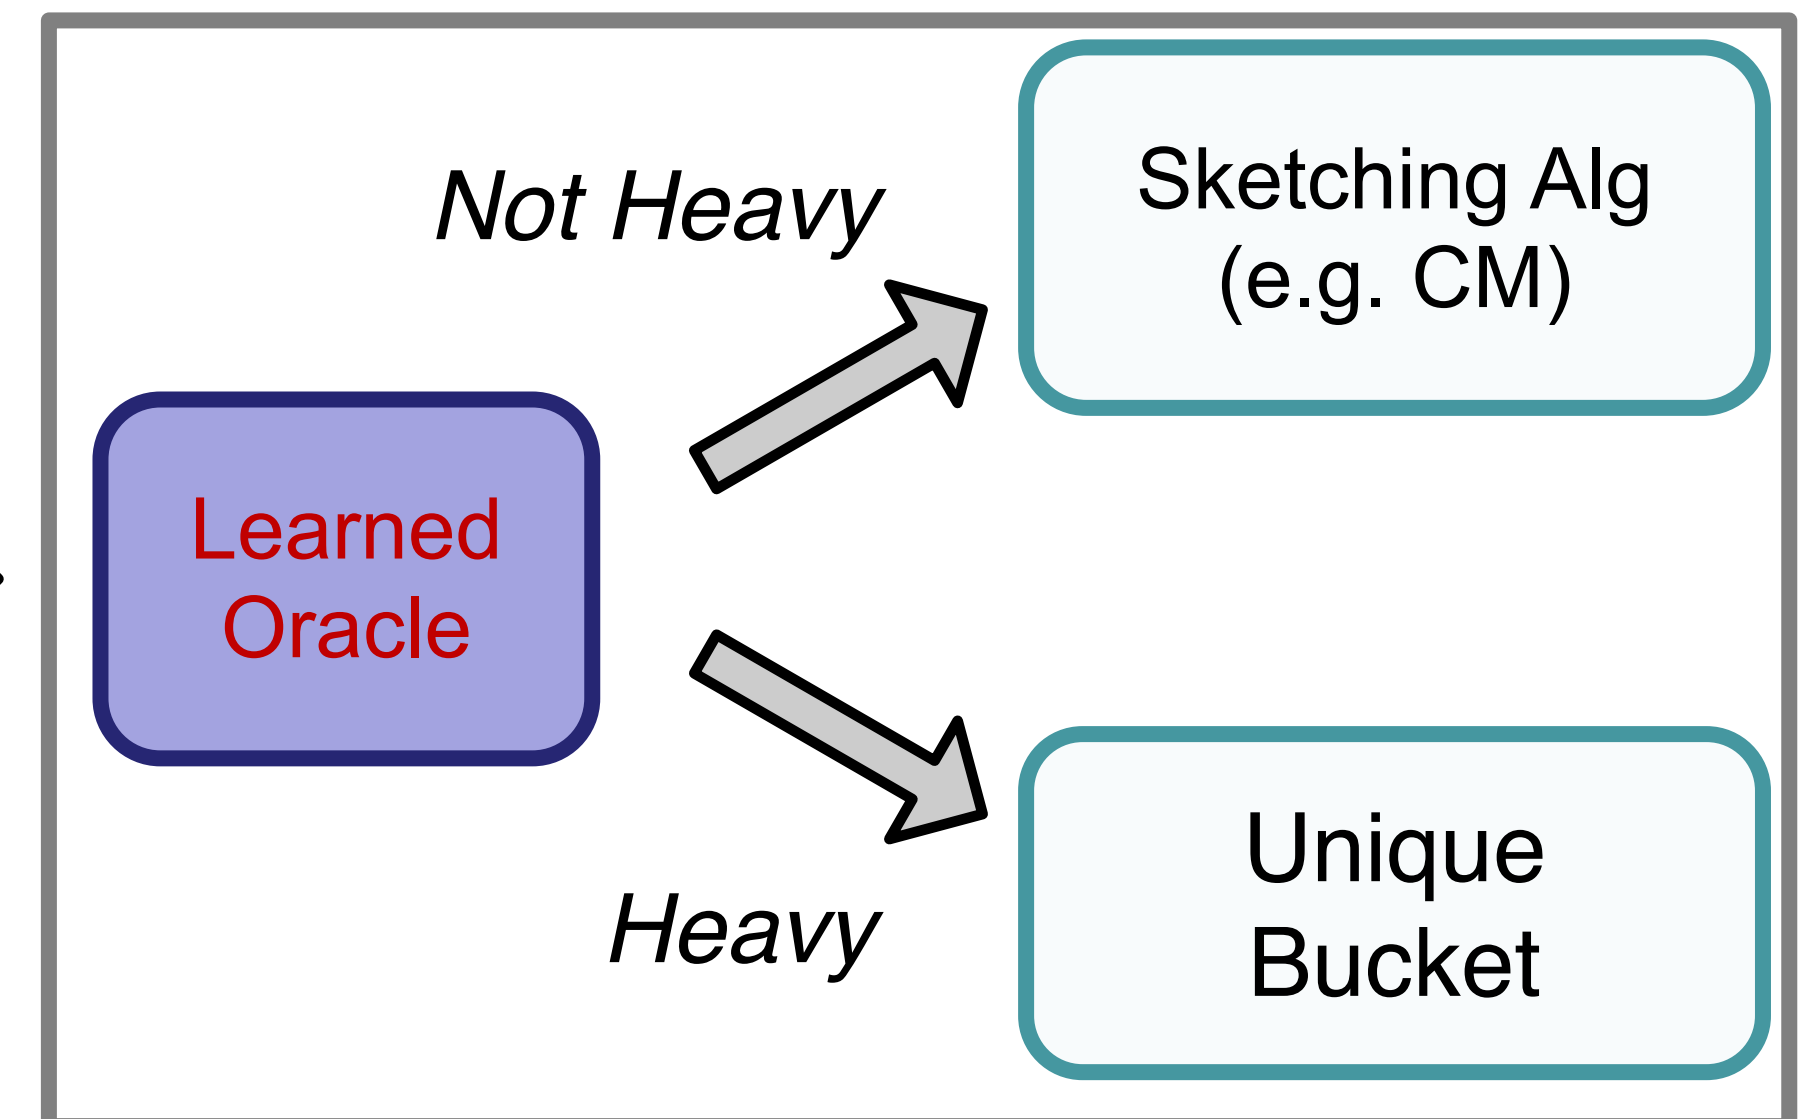 Not Heavy
Sketching Alg
(e.g. CM)
Learned
Oracle
Heavy
Unique
Bucket